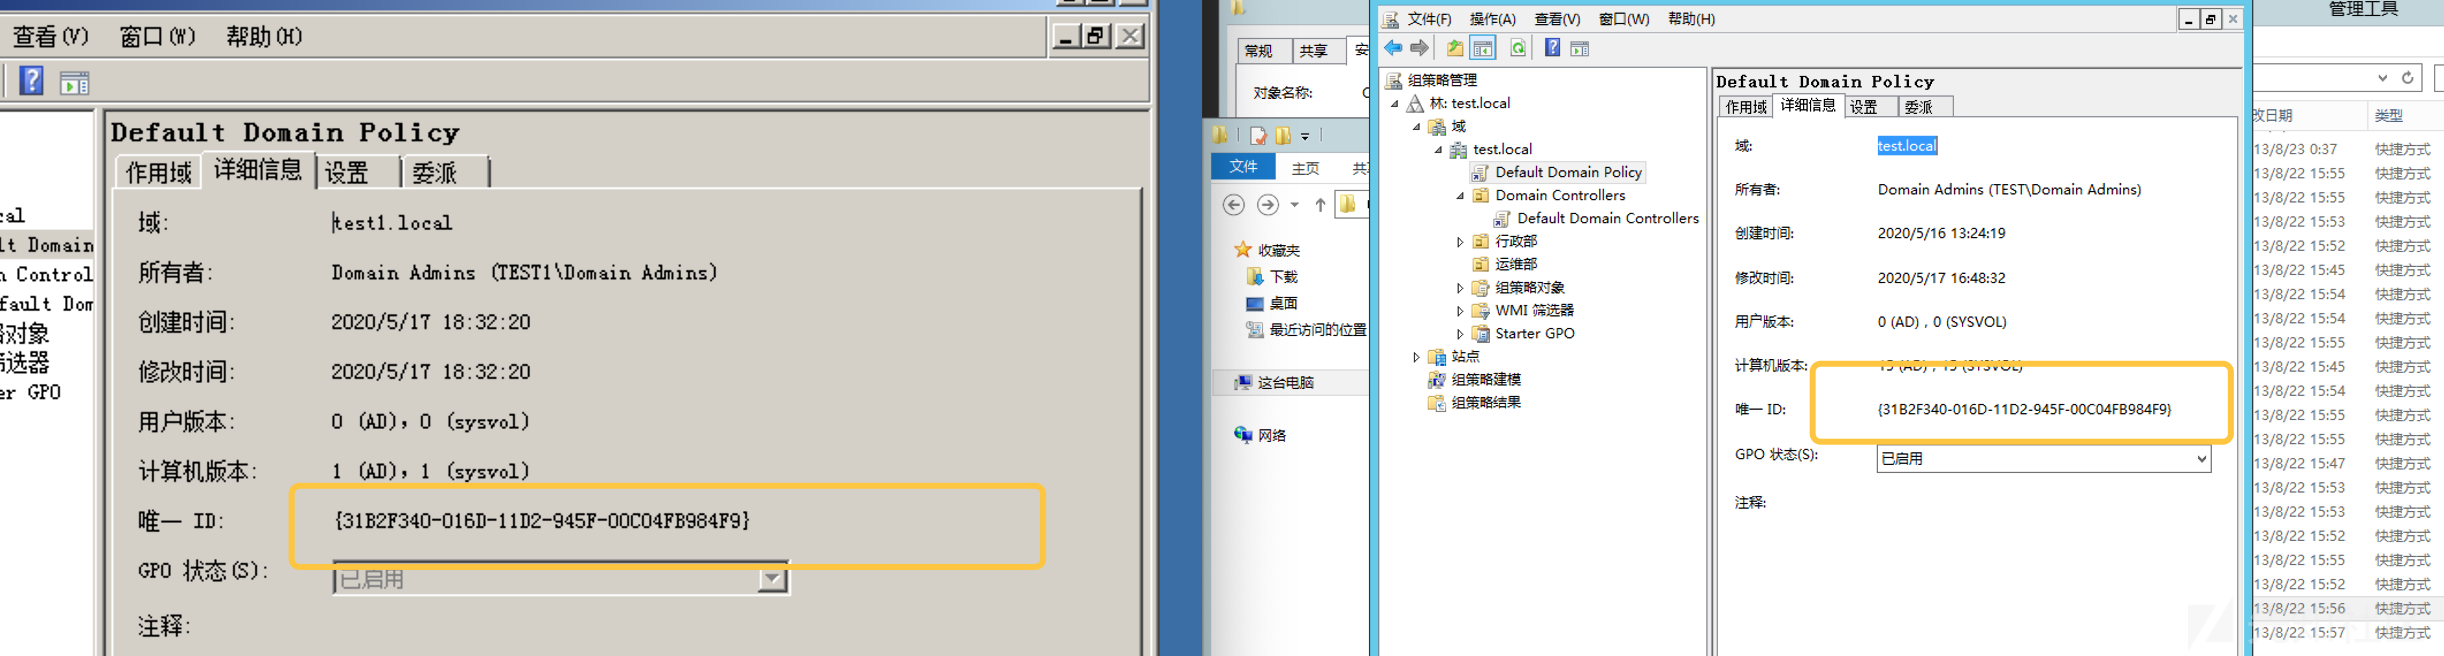 查看(V) 窗口(W) 帮助(H)
Default Domain Policy
作用域 详细信息 设置 委派
域: test1.local
所有者: Domain Admins (TEST1\Domain Admins)
创建时间: 2020/5/17 18:32:20
修改时间: 2020/5/17 18:32:20
用户版本: 0 (AD), 0 (sysvol)
计算机版本: 1 (AD), 1 (sysvol)
唯一 ID: {31B2F340-016D-11D2-945F-00C04FB984F9}
GPO 状态(S): 已启用
注释:
cal
lt Domain
n Control
efault Dom
略对象
筛选器
er GPO
常规 共享 安
对象名称: C
文件 主页 共
收藏夹
下载
桌面
最近访问的位置
这台电脑
网络
文件(F) 操作(A) 查看(V) 窗口(W) 帮助(H)
组策略管理
林: test.local
域
test.local
Default Domain Policy
Domain Controllers
Default Domain Controllers
行政部
运维部
组策略对象
WMI 筛选器
Starter GPO
站点
组策略建模
组策略结果
Default Domain Policy
作用域 详细信息 设置 委派
域: test.local
所有者: Domain Admins (TEST\Domain Admins)
创建时间: 2020/5/16 13:24:19
修改时间: 2020/5/17 16:48:32
用户版本: 0 (AD), 0 (SYSVOL)
计算机版本: 15 (AD), 15 (SYSVOL)
唯一 ID: {31B2F340-016D-11D2-945F-00C04FB984F9}
GPO 状态(S): 已启用
注释:
管理工具
改日期 类型
13/8/23 0:37 快捷方式
13/8/22 15:55 快捷方式
13/8/22 15:55 快捷方式
13/8/22 15:53 快捷方式
13/8/22 15:52 快捷方式
13/8/22 15:45 快捷方式
13/8/22 15:54 快捷方式
13/8/22 15:54 快捷方式
13/8/22 15:55 快捷方式
13/8/22 15:45 快捷方式
13/8/22 15:54 快捷方式
13/8/22 15:55 快捷方式
13/8/22 15:55 快捷方式
13/8/22 15:47 快捷方式
13/8/22 15:53 快捷方式
13/8/22 15:53 快捷方式
13/8/22 15:52 快捷方式
13/8/22 15:55 快捷方式
13/8/22 15:52 快捷方式
13/8/22 15:56 快捷方式
13/8/22 15:57 快捷方式